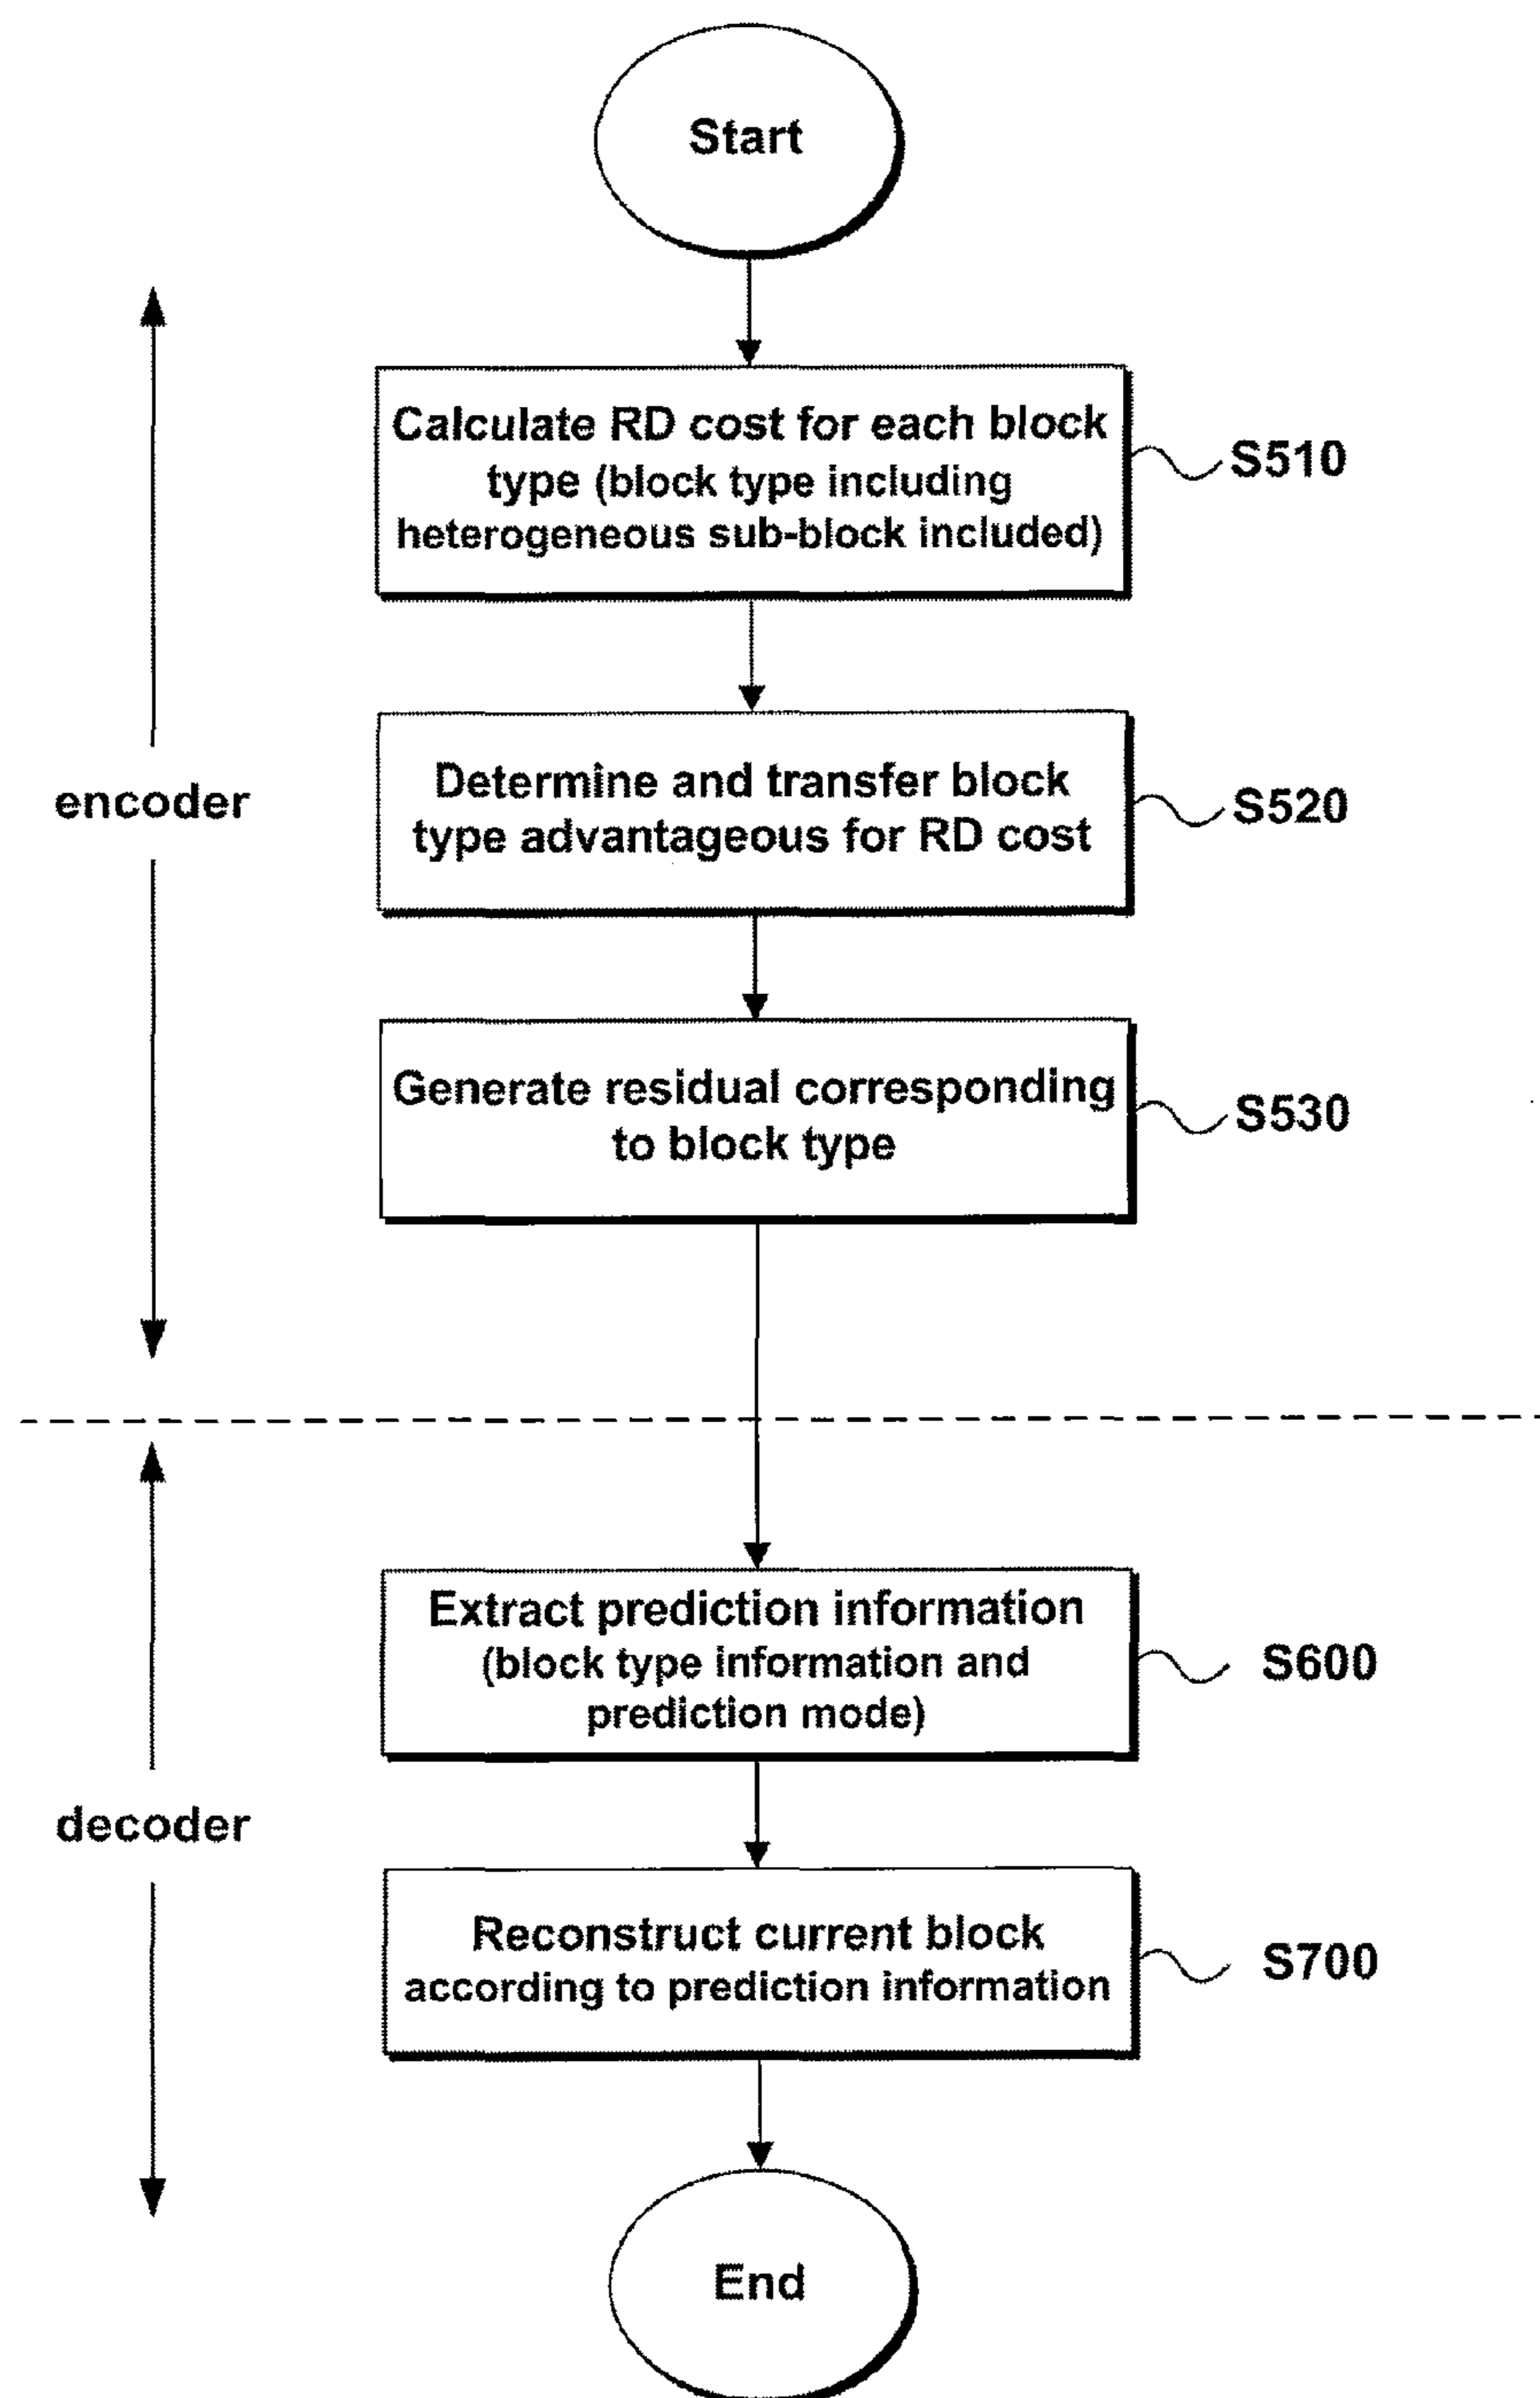 Start
Calculate RD cost for each block
type (block type including
heterogeneous sub-block included)
S510
encoder
Determine and transfer block
type advantageous for RD cost
S520
Generate residual corresponding
to block type
S530
Extract prediction information
(block type information and
prediction mode)
S600
decoder
Reconstruct current block
according to prediction information
S700
End